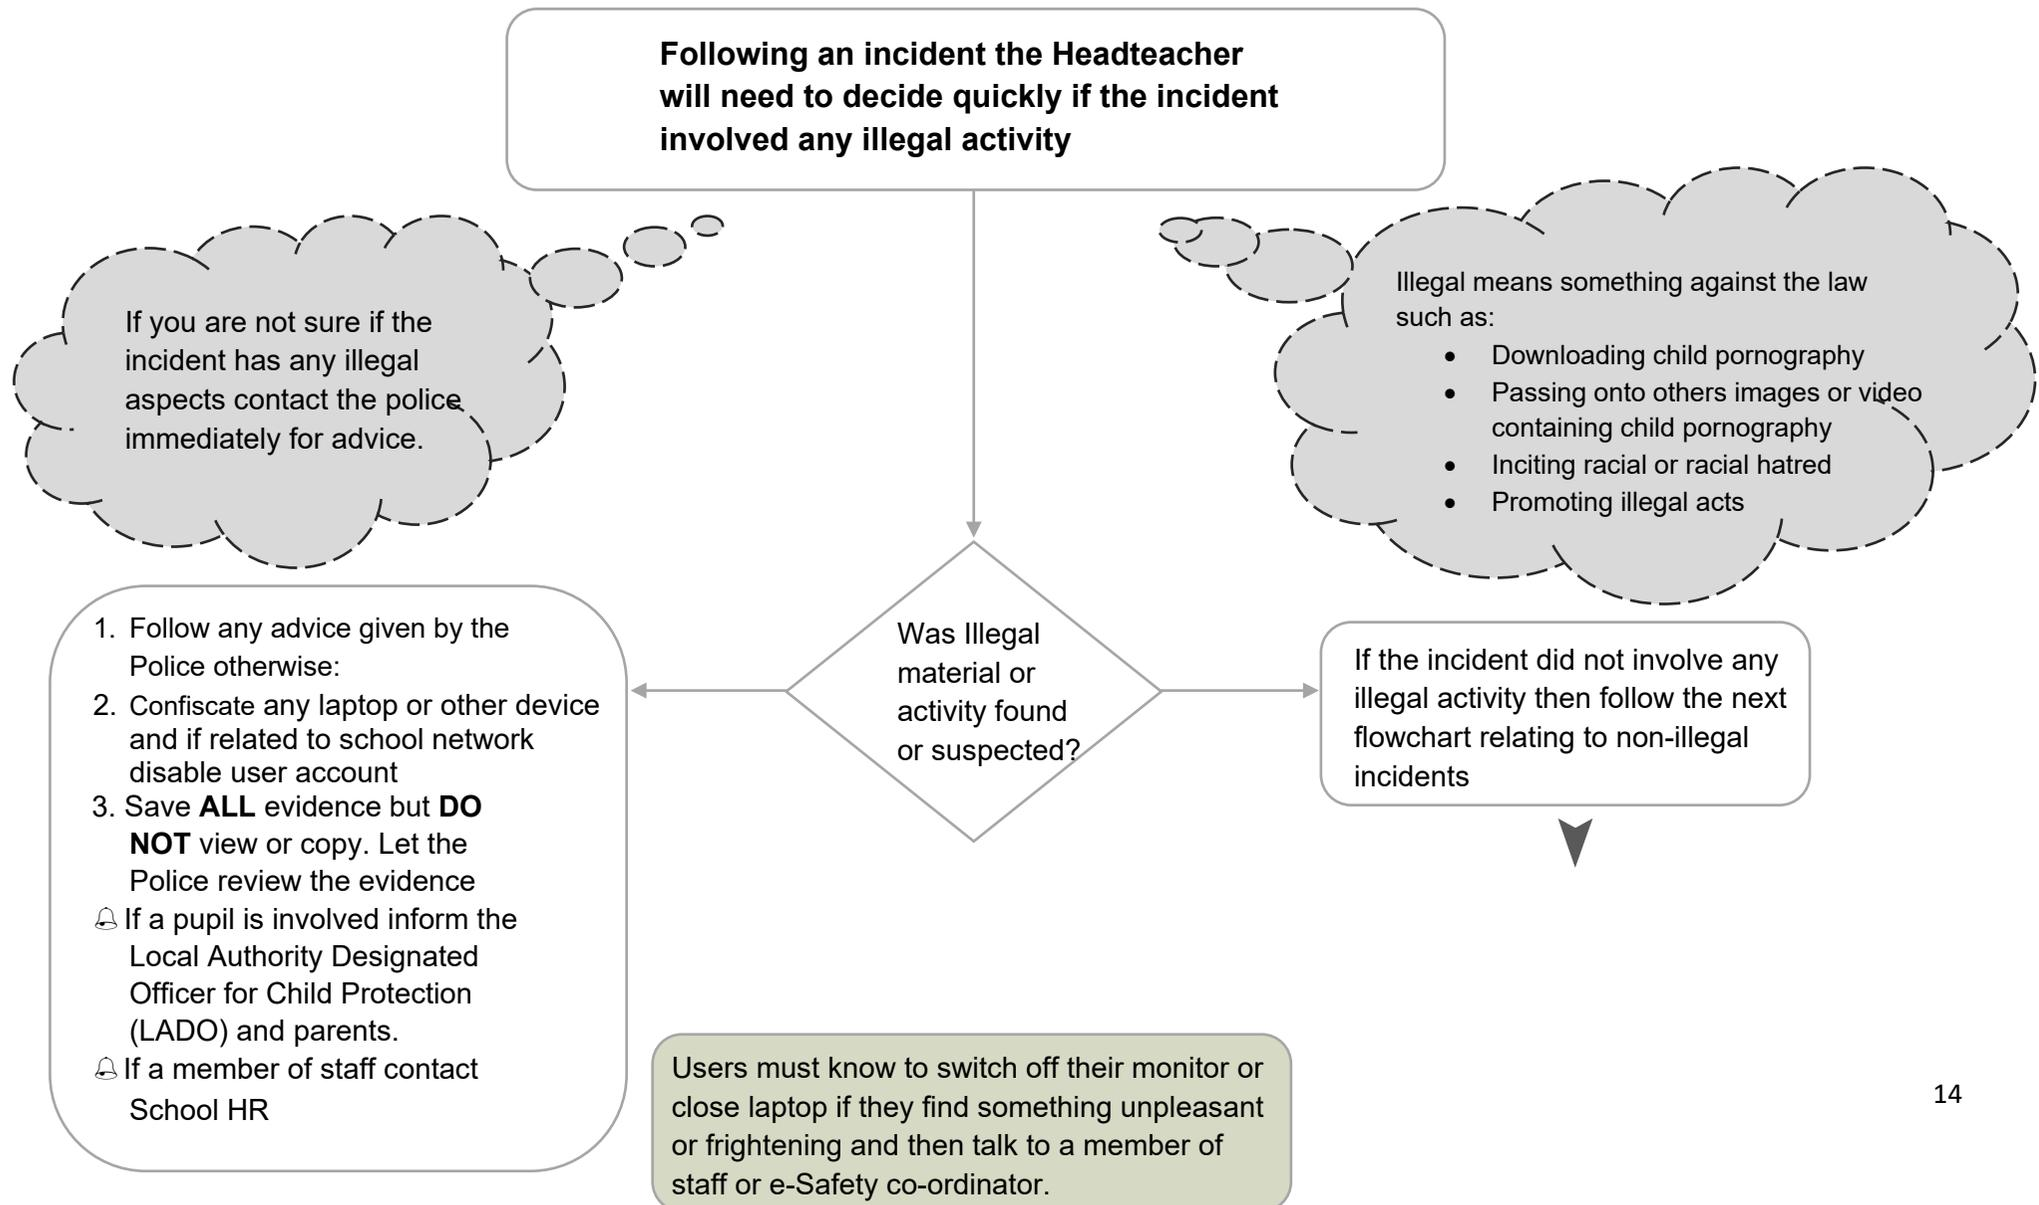 Following an incident the Headteacher
will need to decide quickly if the incident
involved any illegal activity
If you are not sure if the
incident has any illegal
aspects contact the police
immediately for advice.
Illegal means something against the law
such as:
• Downloading child pornography
• Passing onto others images or video
containing child pornography
• Inciting racial or racial hatred
• Promoting illegal acts
1. Follow any advice given by the
Police otherwise:
2. Confiscate any laptop or other device
and if related to school network
disable user account
3. Save ALL evidence but DO
NOT view or copy. Let the
Police review the evidence
🔔 If a pupil is involved inform the
Local Authority Designated
Officer for Child Protection
(LADO) and parents.
🔔 If a member of staff contact
School HR
Was Illegal
material or
activity found
or suspected?
If the incident did not involve any
illegal activity then follow the next
flowchart relating to non-illegal
incidents
Users must know to switch off their monitor or
close laptop if they find something unpleasant
or frightening and then talk to a member of
staff or e-Safety co-ordinator.
14